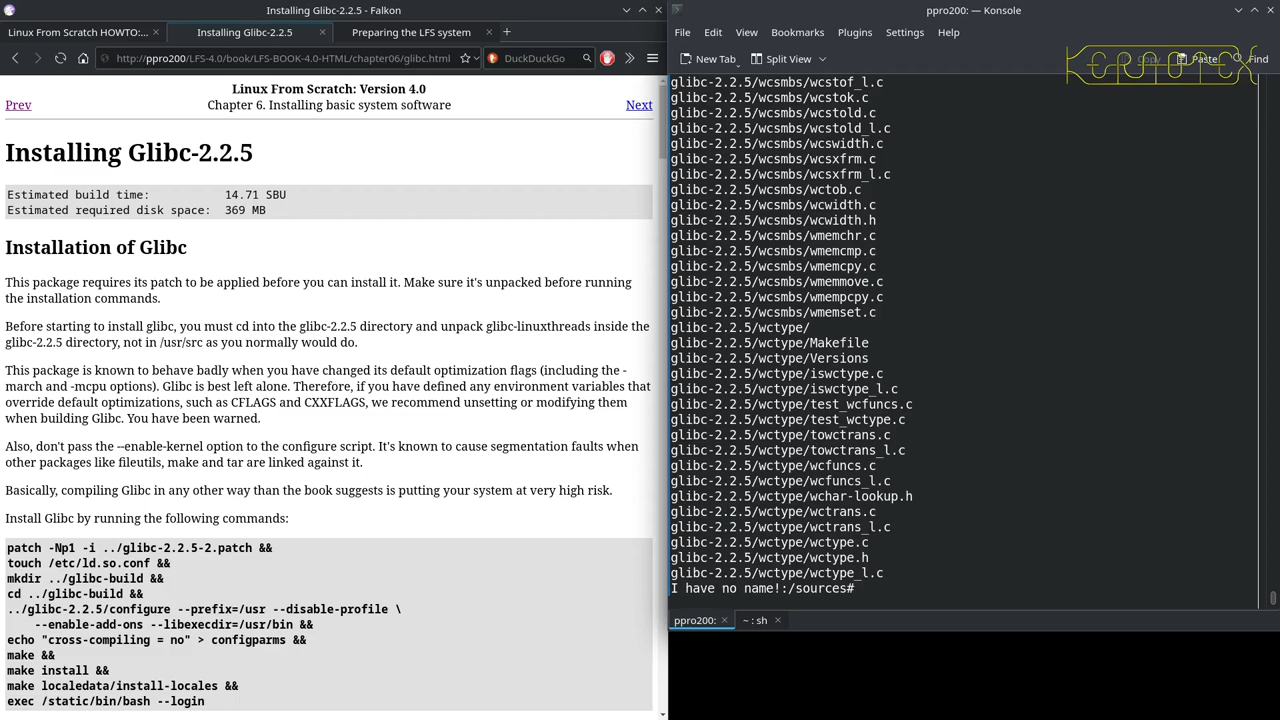 Installing Glibc-2.2.5 - Falkon
Linux From Scratch HOWTO:... Installing Glibc-2.2.5 Preparing the LFS system
http://ppro200/LFS-4.0/book/LFS-BOOK-4.0-HTML/chapter06/glibc.html DuckDuckGo
Linux From Scratch: Version 4.0
Prev Chapter 6. Installing basic system software Next
Installing Glibc-2.2.5
Estimated build time: 14.71 SBU
Estimated required disk space: 369 MB
Installation of Glibc
This package requires its patch to be applied before you can install it. Make sure it's unpacked before running
the installation commands.
Before starting to install glibc, you must cd into the glibc-2.2.5 directory and unpack glibc-linuxthreads inside the
glibc-2.2.5 directory, not in /usr/src as you normally would do.
This package is known to behave badly when you have changed its default optimization flags (including the -
march and -mcpu options). Glibc is best left alone. Therefore, if you have defined any environment variables that
override default optimizations, such as CFLAGS and CXXFLAGS, we recommend unsetting or modifying them
when building Glibc. You have been warned.
Also, don't pass the --enable-kernel option to the configure script. It's known to cause segmentation faults when
other packages like fileutils, make and tar are linked against it.
Basically, compiling Glibc in any other way than the book suggests is putting your system at very high risk.
Install Glibc by running the following commands:
patch -Np1 -i ../glibc-2.2.5-2.patch &&
touch /etc/ld.so.conf &&
mkdir ../glibc-build &&
cd ../glibc-build &&
../glibc-2.2.5/configure --prefix=/usr --disable-profile \
--enable-add-ons --libexecdir=/usr/bin &&
echo "cross-compiling = no" > configparms &&
make &&
make install &&
make localedata/install-locales &&
exec /static/bin/bash --login
ppro200: — Konsole
File Edit View Bookmarks Plugins Settings Help
New Tab Split View Copy Paste Find
glibc-2.2.5/wcsmbs/wcstof_l.c
glibc-2.2.5/wcsmbs/wcstok.c
glibc-2.2.5/wcsmbs/wcstold.c
glibc-2.2.5/wcsmbs/wcstold_l.c
glibc-2.2.5/wcsmbs/wcswidth.c
glibc-2.2.5/wcsmbs/wcsxfrm.c
glibc-2.2.5/wcsmbs/wcsxfrm_l.c
glibc-2.2.5/wcsmbs/wctob.c
glibc-2.2.5/wcsmbs/wcwidth.c
glibc-2.2.5/wcsmbs/wcwidth.h
glibc-2.2.5/wcsmbs/wmemchr.c
glibc-2.2.5/wcsmbs/wmemcmp.c
glibc-2.2.5/wcsmbs/wmemcpy.c
glibc-2.2.5/wcsmbs/wmemmove.c
glibc-2.2.5/wcsmbs/wmempcpy.c
glibc-2.2.5/wcsmbs/wmemset.c
glibc-2.2.5/wctype/
glibc-2.2.5/wctype/Makefile
glibc-2.2.5/wctype/Versions
glibc-2.2.5/wctype/iswctype.c
glibc-2.2.5/wctype/iswctype_l.c
glibc-2.2.5/wctype/test_wcfuncs.c
glibc-2.2.5/wctype/test_wctype.c
glibc-2.2.5/wctype/towctrans.c
glibc-2.2.5/wctype/towctrans_l.c
glibc-2.2.5/wctype/wcfuncs.c
glibc-2.2.5/wctype/wcfuncs_l.c
glibc-2.2.5/wctype/wchar-lookup.h
glibc-2.2.5/wctype/wctrans.c
glibc-2.2.5/wctype/wctrans_l.c
glibc-2.2.5/wctype/wctype.c
glibc-2.2.5/wctype/wctype.h
glibc-2.2.5/wctype/wctype_l.c
I have no name!:/sources#
ppro200: ~ : sh